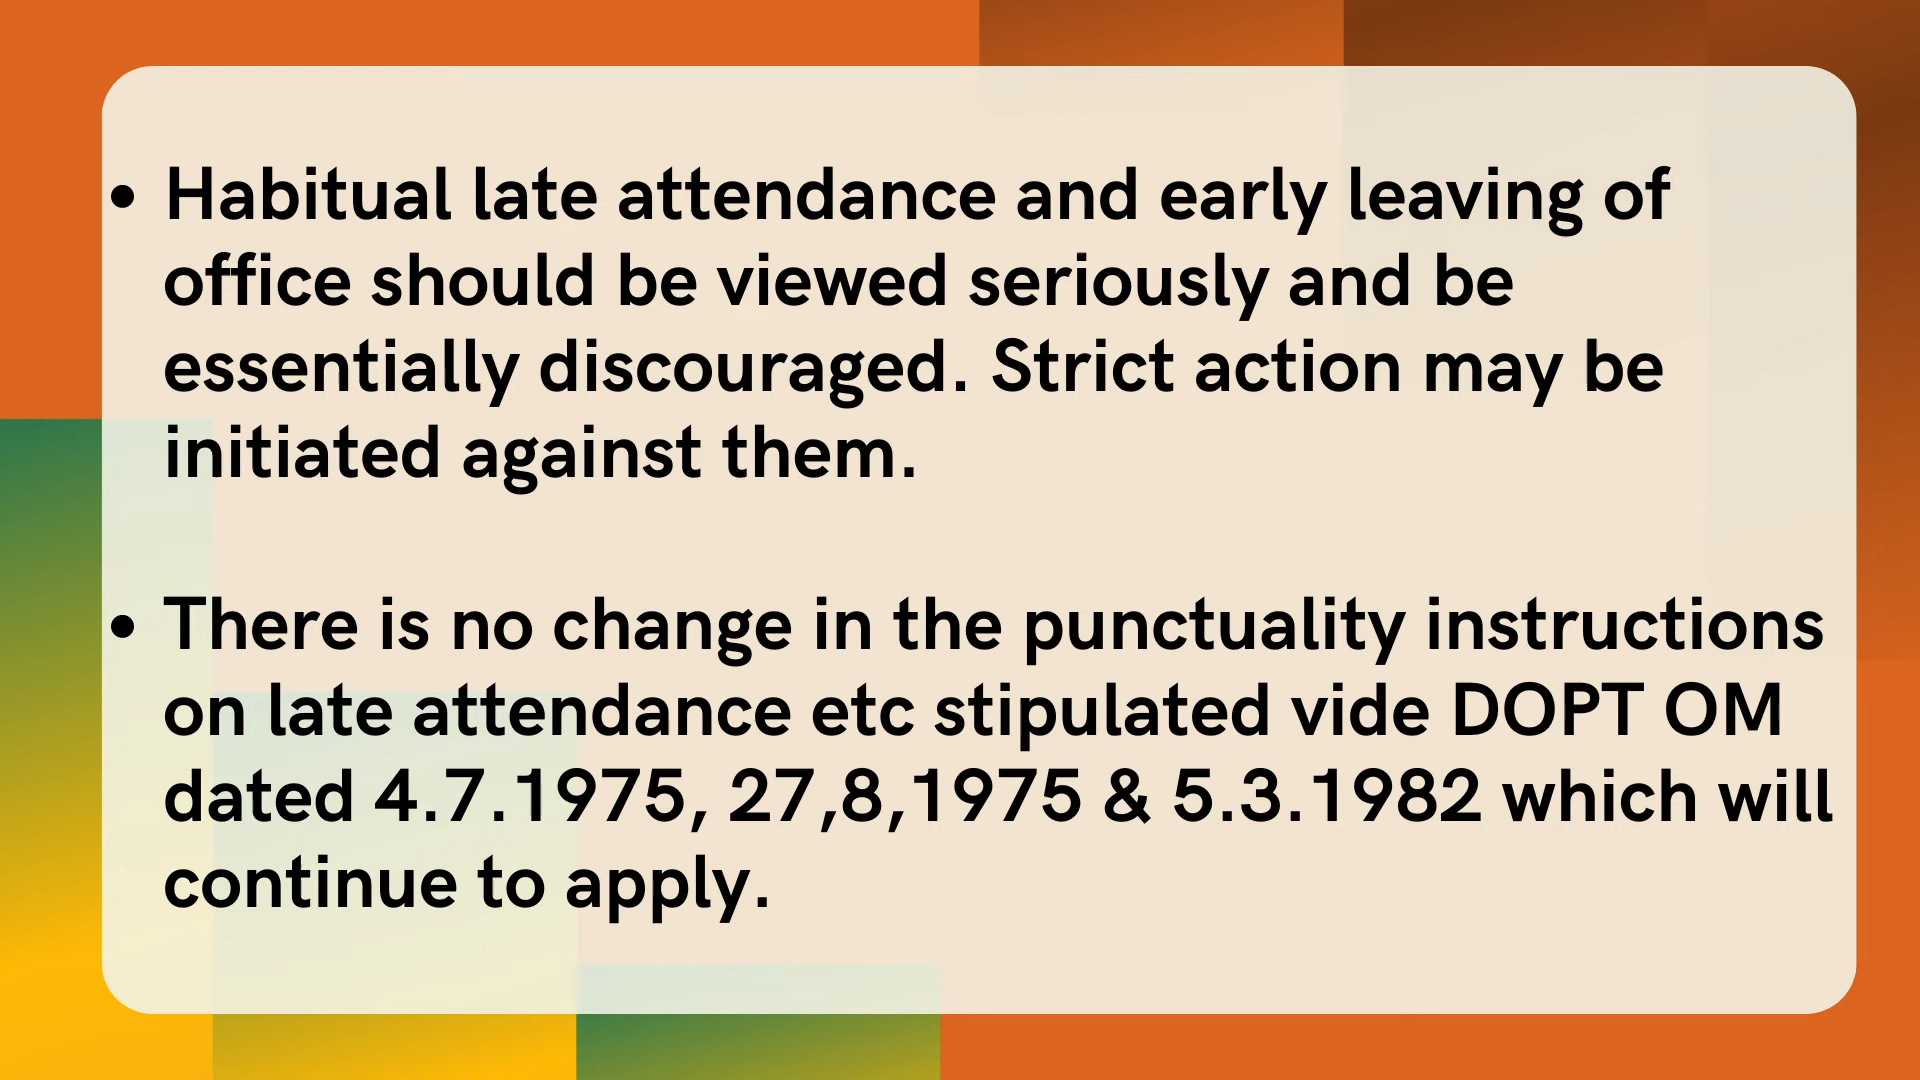 • Habitual late attendance and early leaving of
office should be viewed seriously and be
essentially discouraged. Strict action may be
initiated against them.
• There is no change in the punctuality instructions
on late attendance etc stipulated vide DOPT OM
dated 4.7.1975, 27,8,1975 & 5.3.1982 which will
continue to apply.